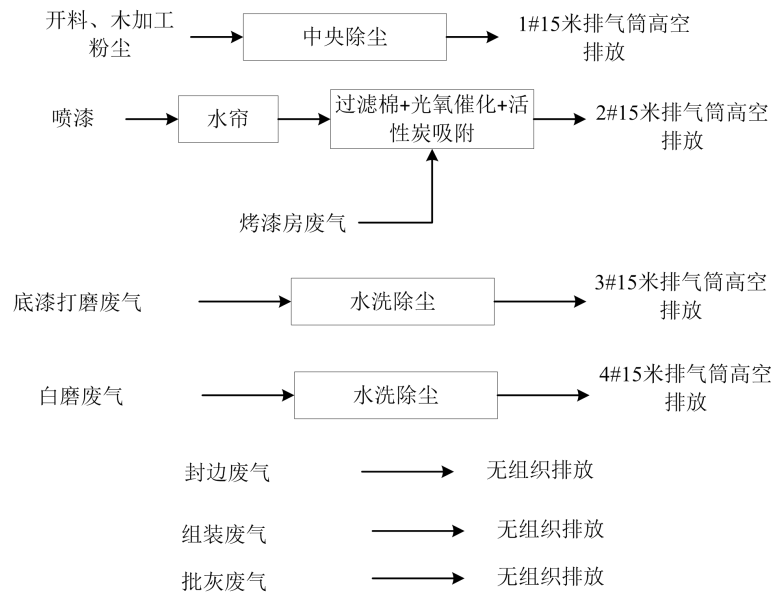 开料、木加工
粉尘
中央除尘
1#15米排气筒高空
排放
喷漆
水帘
过滤棉+光氧催化+活
性炭吸附
2#15米排气筒高空
排放
烤漆房废气
底漆打磨废气
水洗除尘
3#15米排气筒高空
排放
白磨废气
水洗除尘
4#15米排气筒高空
排放
封边废气
无组织排放
组装废气
无组织排放
批灰废气
无组织排放